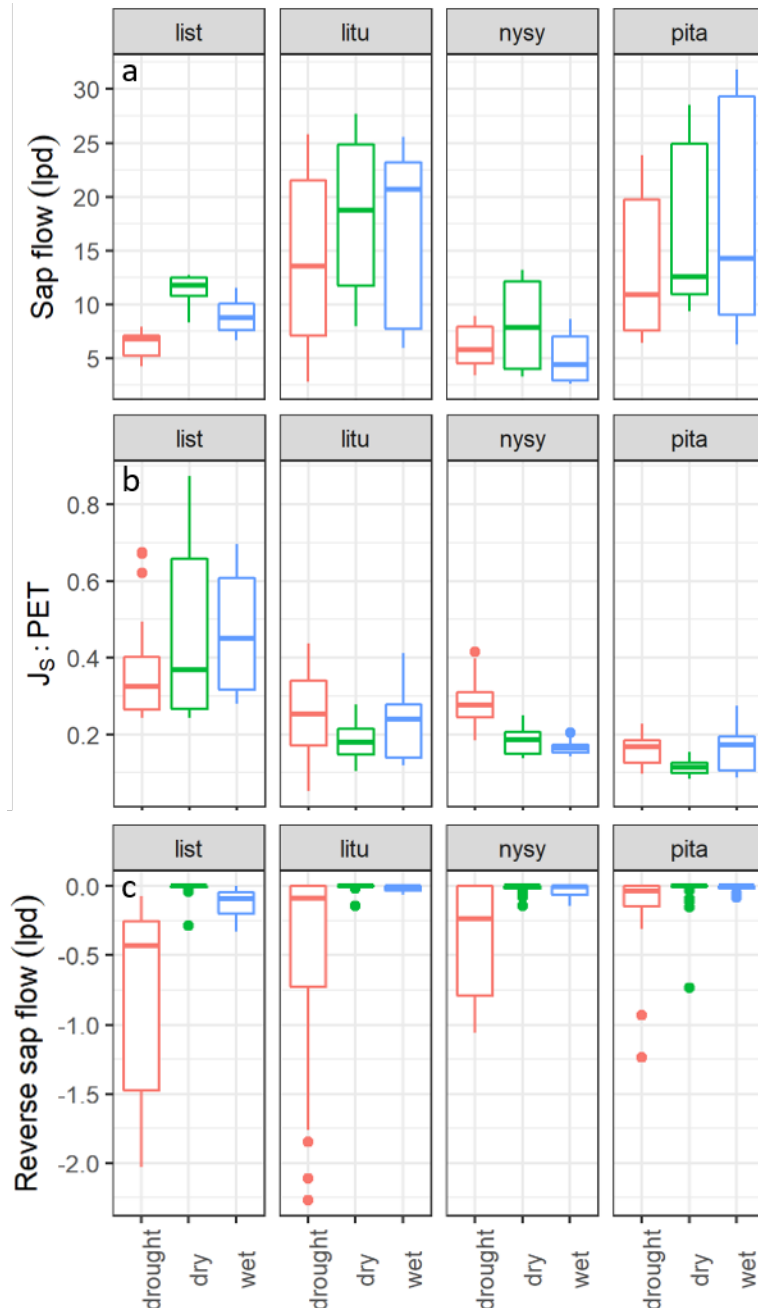 list litu nysy pita
a
30
25
20
15
10
5
Sap flow (lpd)
list litu nysy pita
b
0.8
0.6
0.4
0.2
Js : PET
list litu nysy pita
c
0.0
-0.5
-1.0
-1.5
-2.0
Reverse sap flow (lpd)
drought dry wet drought dry wet drought dry wet drought dry wet